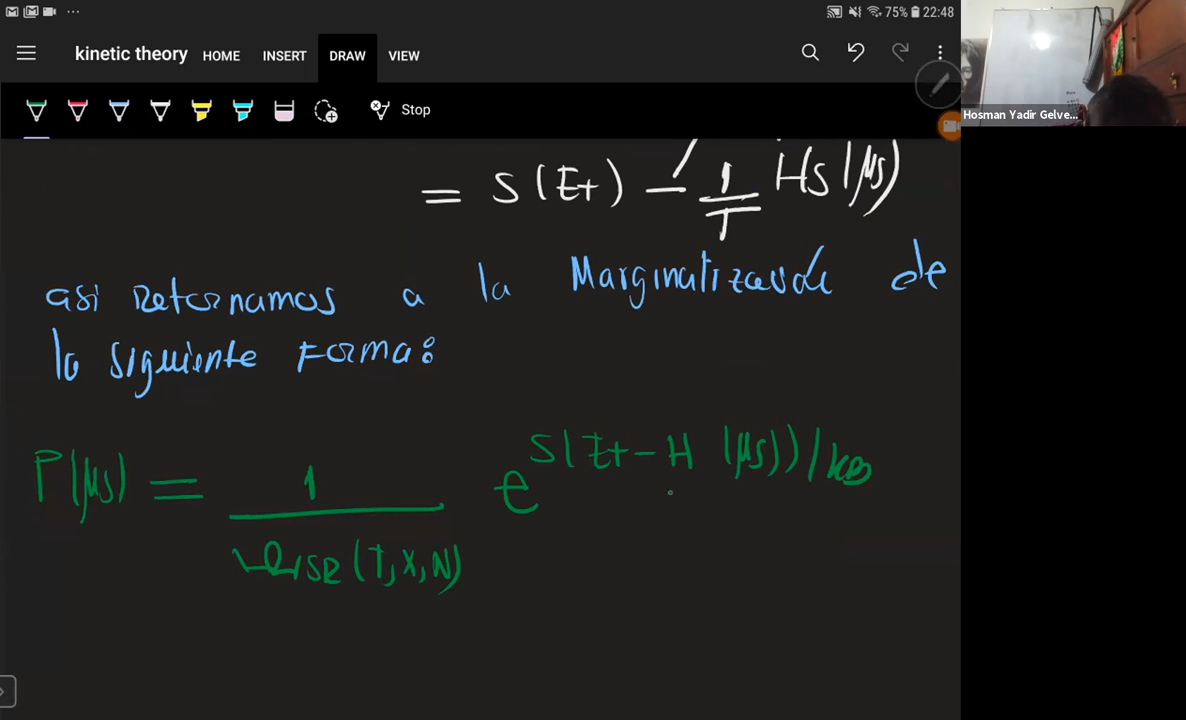 75% 22:48
kinetic theory HOME INSERT DRAW VIEW
Stop
Hosman Yadir Gelve...
= S(Et) - 1/T Hs(μs)
asi retornamos a la Marginalizada de
la siguiente Forma:
P(μs) = 1 / Ω S⊕R(T,X,N) e^S(Et - H(μs))/kB